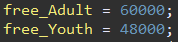 free_Adult = 60000;
free_Youth = 48000;